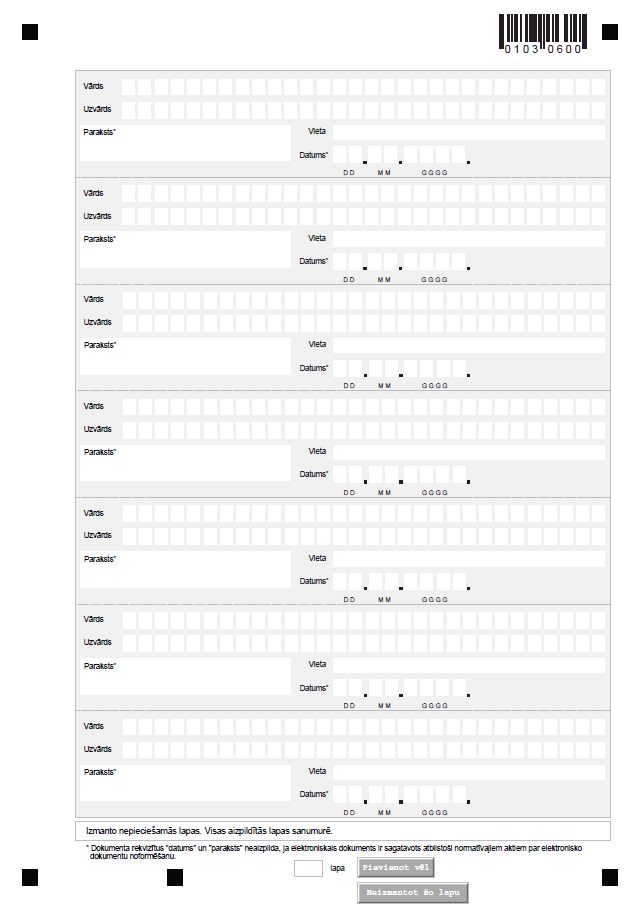 0103 0600
Vārds
Uzvārds
Paraksts*
Vieta
Datums*
DD MM GGGG
Vārds
Uzvārds
Paraksts*
Vieta
Datums*
DD MM GGGG
Vārds
Uzvārds
Paraksts*
Vieta
Datums*
DD MM GGGG
Vārds
Uzvārds
Paraksts*
Vieta
Datums*
DD MM GGGG
Vārds
Uzvārds
Paraksts*
Vieta
Datums*
DD MM GGGG
Vārds
Uzvārds
Paraksts*
Vieta
Datums*
DD MM GGGG
Vārds
Uzvārds
Paraksts*
Vieta
Datums*
DD MM GGGG
Izmanto nepieciešamās lapas. Visas aizpildītās lapas sanumurē.
* Dokumenta rekvizītus "datums" un "paraksts" neaizpilda, ja elektroniskais dokuments ir sagatavots atbilstoši normatīvajiem aktiem par elektronisko
dokumentu noformēšanu.
lapa
Pievienot vēl
Neizmantot šo lapu